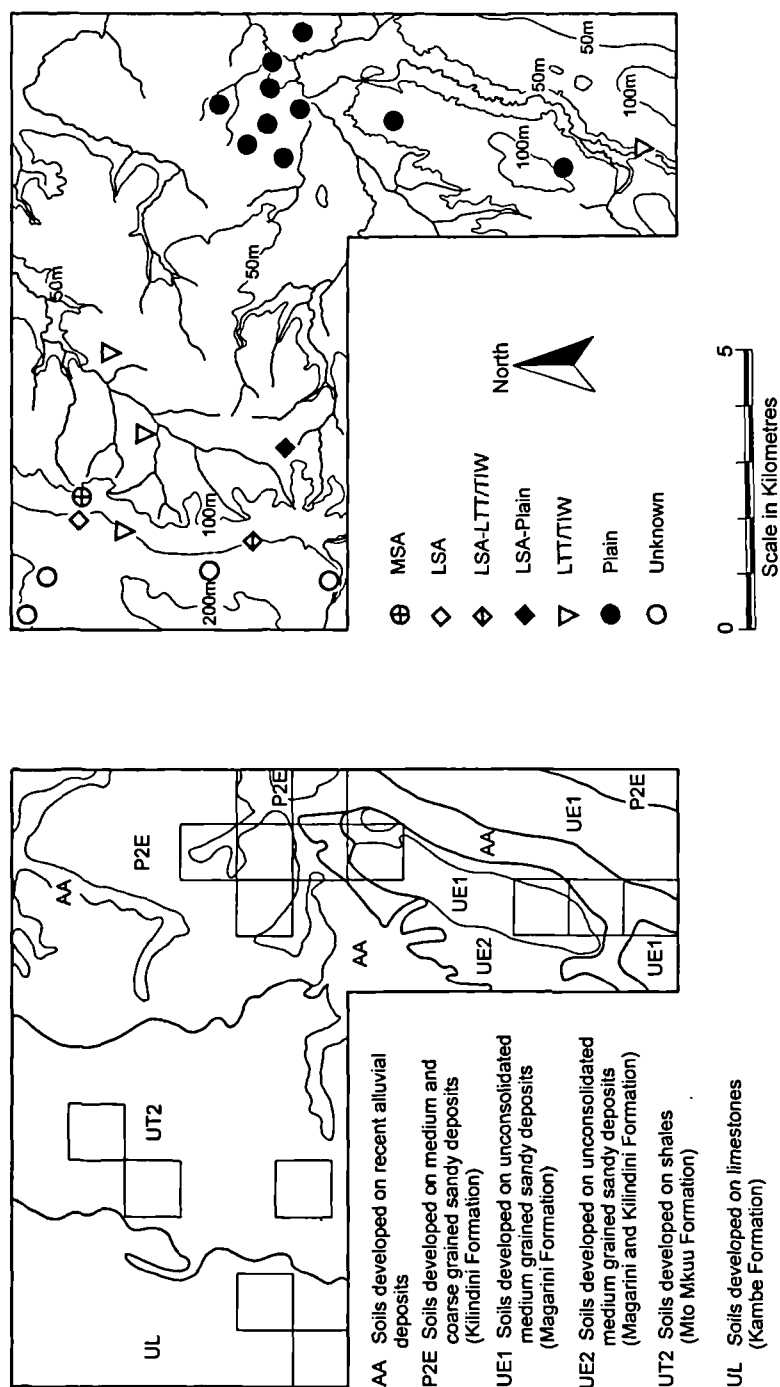 UL
UT2
AA
P2E
P2E
AA
UE2
UE1
AA
UE1
P2E
UE1
AA Soils developed on recent alluvial
deposits
P2E Soils developed on medium and
coarse grained sandy deposits
(Kilindini Formation)
UE1 Soils developed on unconsolidated
medium grained sandy deposits
(Magarini Formation)
UE2 Soils developed on unconsolidated
medium grained sandy deposits
(Magarini and Kilindini Formation)
UT2 Soils developed on shales
(Mto Mkuu Formation)
UL Soils developed on limestones
(Kambe Formation)
50m
200m
100m
50m
100m
50m
50m
100m
MSA
LSA
LSA-LTT/TIW
LSA-Plain
LTT/TIW
Plain
Unknown
North
0 5
Scale in Kilometres